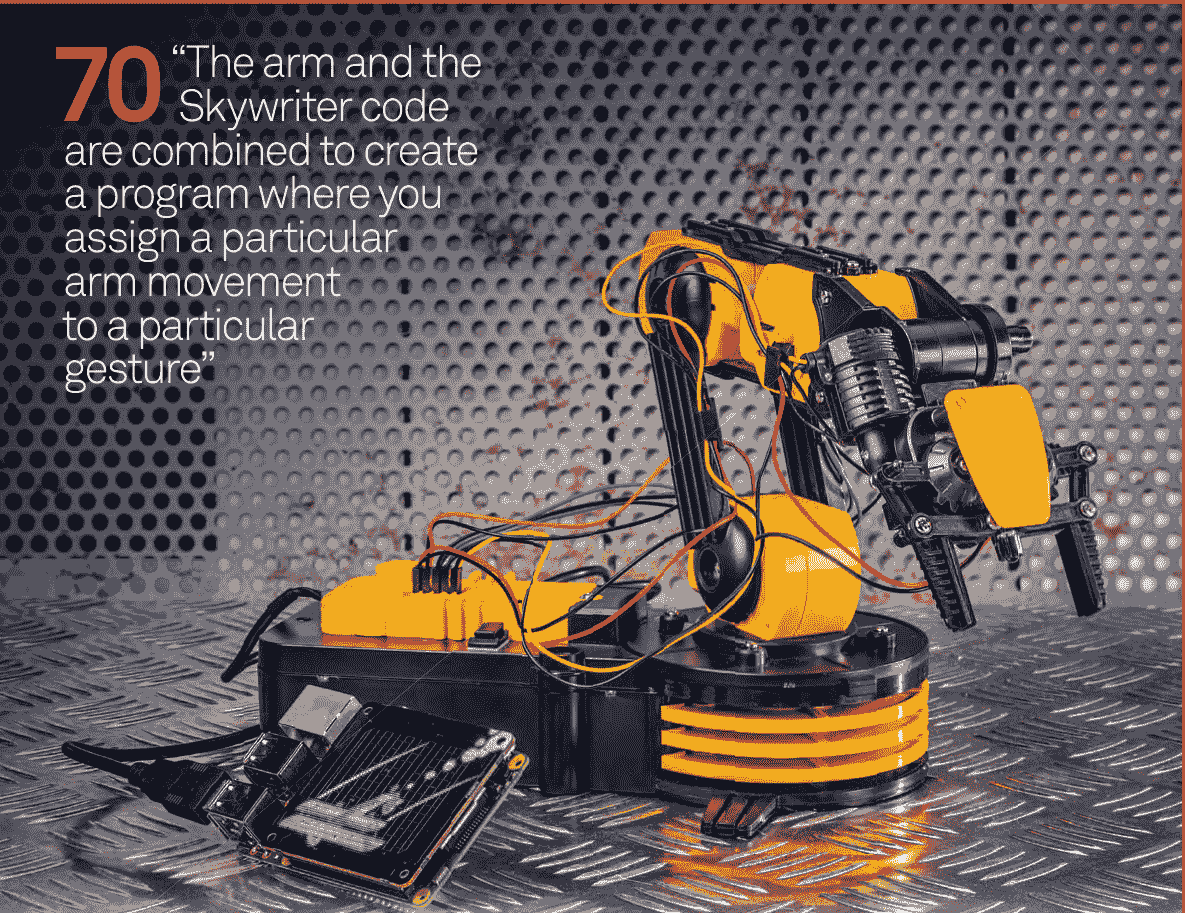 70 “The arm and the
Skywriter code
are combined to create
a program where you
assign a particular
arm movement
to a particular
gesture”